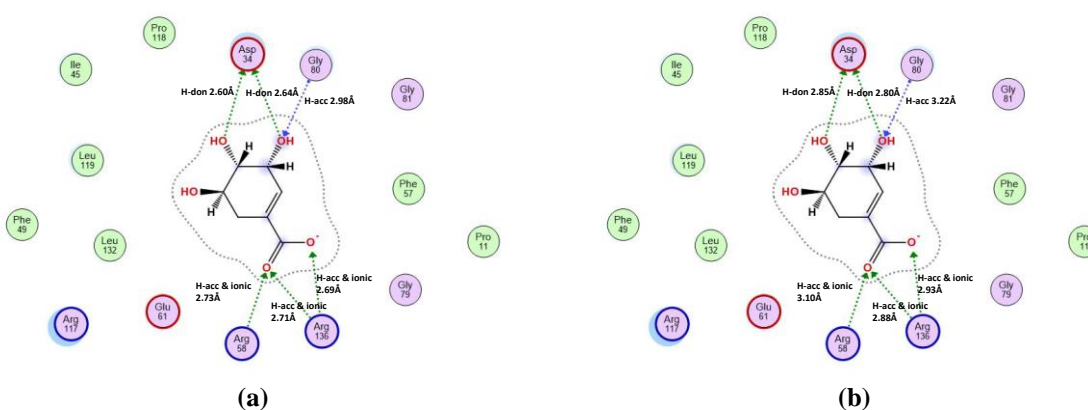 Pro
118
Asp
34
Gly
80
Ile
45
Gly
81
H-don 2.60Å
H-don 2.64Å
H-acc 2.98Å
HO
OH
H
H
Leu
119
HO
H
Phe
57
Phe
49
Leu
132
O-
Pro
11
O
H-acc & ionic
2.73Å
H-acc & ionic
2.69Å
H-acc & ionic
2.71Å
Gly
79
Glu
61
Arg
117
Arg
58
Arg
136
(a)
Pro
118
Asp
34
Gly
80
Ile
45
Gly
81
H-don 2.85Å
H-don 2.80Å
H-acc 3.22Å
HO
OH
H
H
Leu
119
HO
H
Phe
57
Phe
49
Leu
132
O-
Pro
11
O
H-acc & ionic
3.10Å
H-acc & ionic
2.93Å
H-acc & ionic
2.88Å
Gly
79
Glu
61
Arg
117
Arg
58
Arg
136
(b)